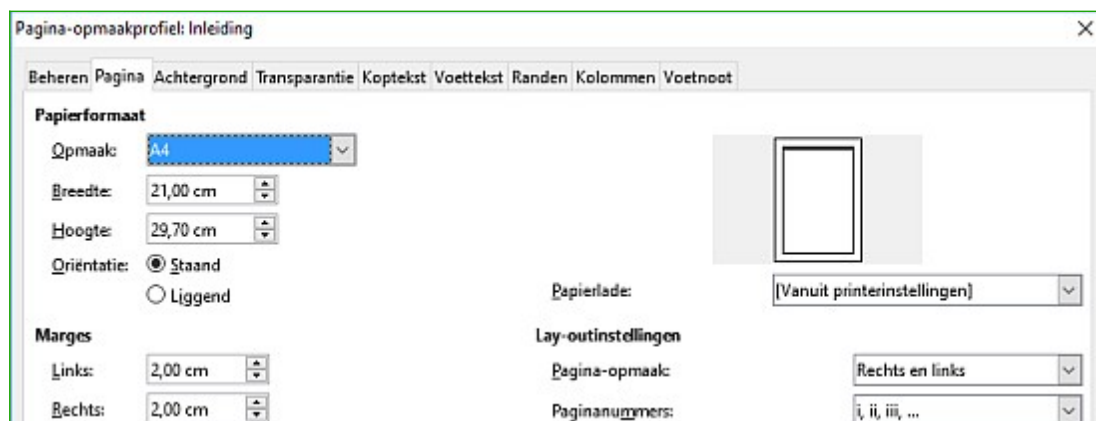 Pagina-opmaakprofiel: Inleiding
Beheren Pagina Achtergrond Transparantie Koptekst Voettekst Randen Kolommen Voetnoot
Papierformaat
Opmaak: A4
Breedte: 21,00 cm
Hoogte: 29,70 cm
Oriëntatie: Staand
Liggend
Papierlade: [Vanuit printerinstellingen]
Marges
Links: 2,00 cm
Rechts: 2,00 cm
Lay-outinstellingen
Pagina-opmaak: Rechts en links
Paginanummers: i, ii, iii, ...